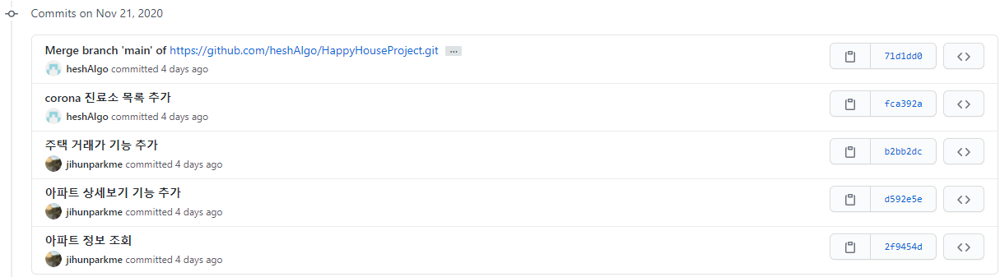 Commits on Nov 21, 2020
Merge branch 'main' of https://github.com/heshAlgo/HappyHouseProject.git ...
71d1dd0
heshAlgo committed 4 days ago
corona 진료소 목록 추가
fca392a
heshAlgo committed 4 days ago
주택 거래가 기능 추가
b2bb2dc
jihunparkme committed 4 days ago
아파트 상세보기 기능 추가
d592e5e
jihunparkme committed 4 days ago
아파트 정보 조회
2f9454d
jihunparkme committed 4 days ago